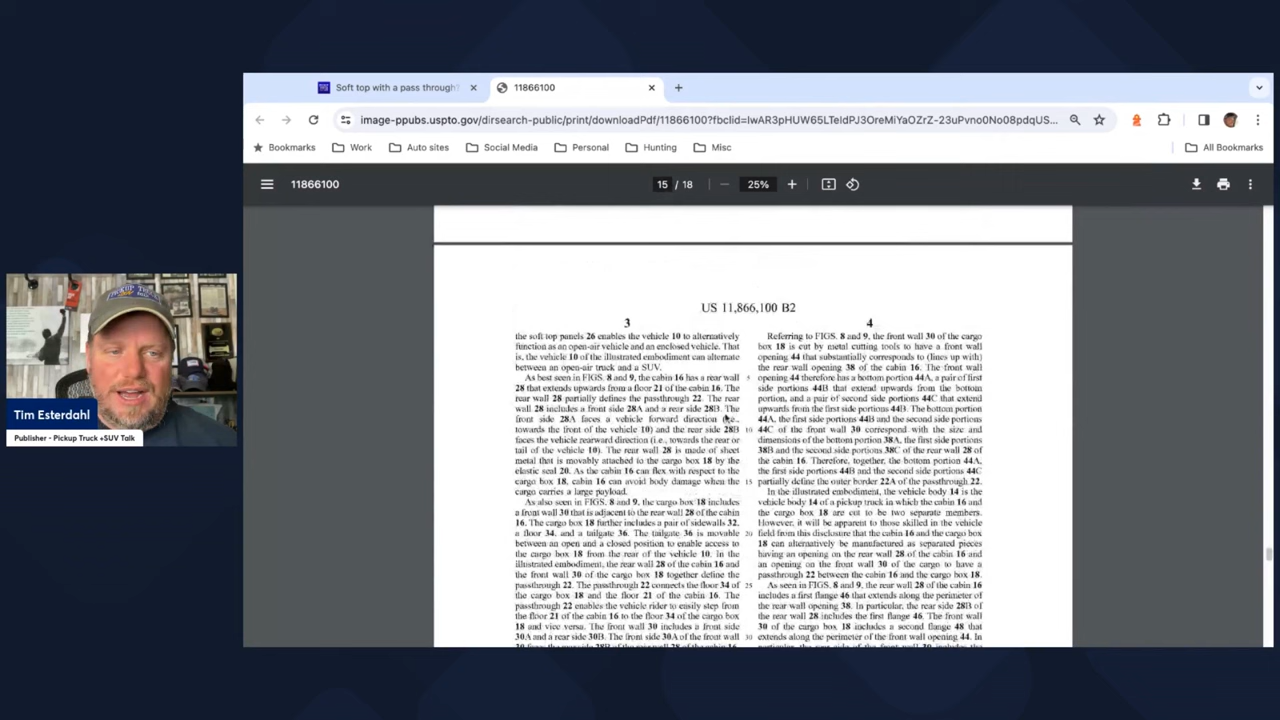 Soft top with a pass through?
11866100
image-ppubs.uspto.gov/dirsearch-public/print/downloadPdf/11866100?fbclid=IwAR3pHUW65LTeIdPJ3OreMiYaOZrZ-23uPvno0No08pdqUS...
Bookmarks Work Auto sites Social Media Personal Hunting Misc All Bookmarks
11866100 15 / 18 25%
US 11,866,100 B2
3
the soft top panels 26 enables the vehicle 10 to alternatively
function as an open-air vehicle and an enclosed vehicle. That
is, the vehicle 10 of the illustrated embodiment can alternate
between an open-air truck and a SUV.
As best seen in FIGS. 8 and 9, the cabin 16 has a rear wall
28 that extends upwards from a floor 21 of the cabin 16. The
rear wall 28 partially defines the passthrough 22. The rear
wall 28 includes a front side 28A and a rear side 28B. The
front side 28A faces a vehicle forward direction (i.e.,
towards the front of the vehicle 10) and the rear side 28B
faces the vehicle rearward direction (i.e., towards the rear or
tail of the vehicle 10). The rear wall 28 is made of sheet
metal that is movably attached to the cargo box 18 by the
elastic seal 20. As the cabin 16 can flex with respect to the
cargo box 18, cabin 16 can avoid body damage when the
cargo carries a large payload.
As also seen in FIGS. 8 and 9, the cargo box 18 includes
a front wall 30 that is adjacent to the rear wall 28 of the cabin
16. The cargo box 18 further includes a pair of sidewalls 32,
a floor 34, and a tailgate 36. The tailgate 36 is movable
between an open and a closed position to enable access to
the cargo box 18 from the rear of the vehicle 10. In the
illustrated embodiment, the rear wall 28 of the cabin 16 and
the front wall 30 of the cargo box 18 together define the
passthrough 22. The passthrough 22 connects the floor 34 of
the cargo box 18 and the floor 21 of the cabin 16. The
passthrough 22 enables the vehicle rider to easily step from
the floor 21 of the cabin 16 to the floor 34 of the cargo box
18 and vice versa. The front wall 30 includes a front side
30A and a rear side 30B. The front side 30A of the front wall
5
10
15
20
25
30
4
Referring to FIGS. 8 and 9, the front wall 30 of the cargo
box 18 is cut by metal cutting tools to have a front wall
opening 44 that substantially corresponds to (lines up with)
the rear wall opening 38 of the cabin 16. The front wall
opening 44 therefore has a bottom portion 44A, a pair of first
side portions 44B that extend upwards from the bottom
portion, and a pair of second side portions 44C that extend
upwards from the first side portions 44B. The bottom portion
44A, the first side portions 44B and the second side portions
44C of the front wall 30 correspond with the size and
dimensions of the bottom portion 38A, the first side portions
38B and the second side portions 38C of the rear wall 28 of
the cabin 16. Therefore, together, the bottom portion 44A,
the first side portions 44B and the second side portions 44C
partially define the outer border 22A of the passthrough 22.
In the illustrated embodiment, the vehicle body 14 is the
vehicle body 14 of a pickup truck in which the cabin 16 and
the cargo box 18 are cut to be two separate members.
However, it will be apparent to those skilled in the vehicle
field from this disclosure that the cabin 16 and the cargo box
18 can alternatively be manufactured as separated pieces
having an opening on the rear wall 28 of the cabin 16 and
an opening on the front wall 30 of the cargo to have a
passthrough 22 between the cabin 16 and the cargo box 18.
As seen in FIGS. 8 and 9, the rear wall 28 of the cabin 16
includes a first flange 46 that extends along the perimeter of
the rear wall opening 38. In particular, the rear side 28B of
the rear wall 28 includes the first flange 46. The front wall
30 of the cargo box 18 includes a second flange 48 that
extends along the perimeter of the front wall opening 44. In
PICKUP TRUCK
Tim Esterdahl
Publisher - Pickup Truck +SUV Talk